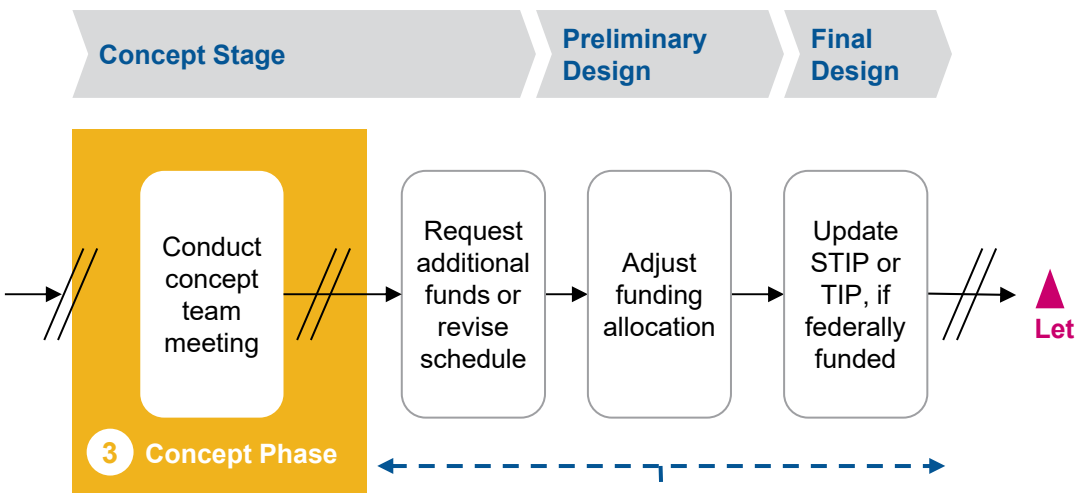 Concept Stage
Preliminary
Design
Final
Design
Conduct
concept
team
meeting
Request
additional
funds or
revise
schedule
Adjust
funding
allocation
Update
STIP or
TIP, if
federally
funded
Let
3 Concept Phase